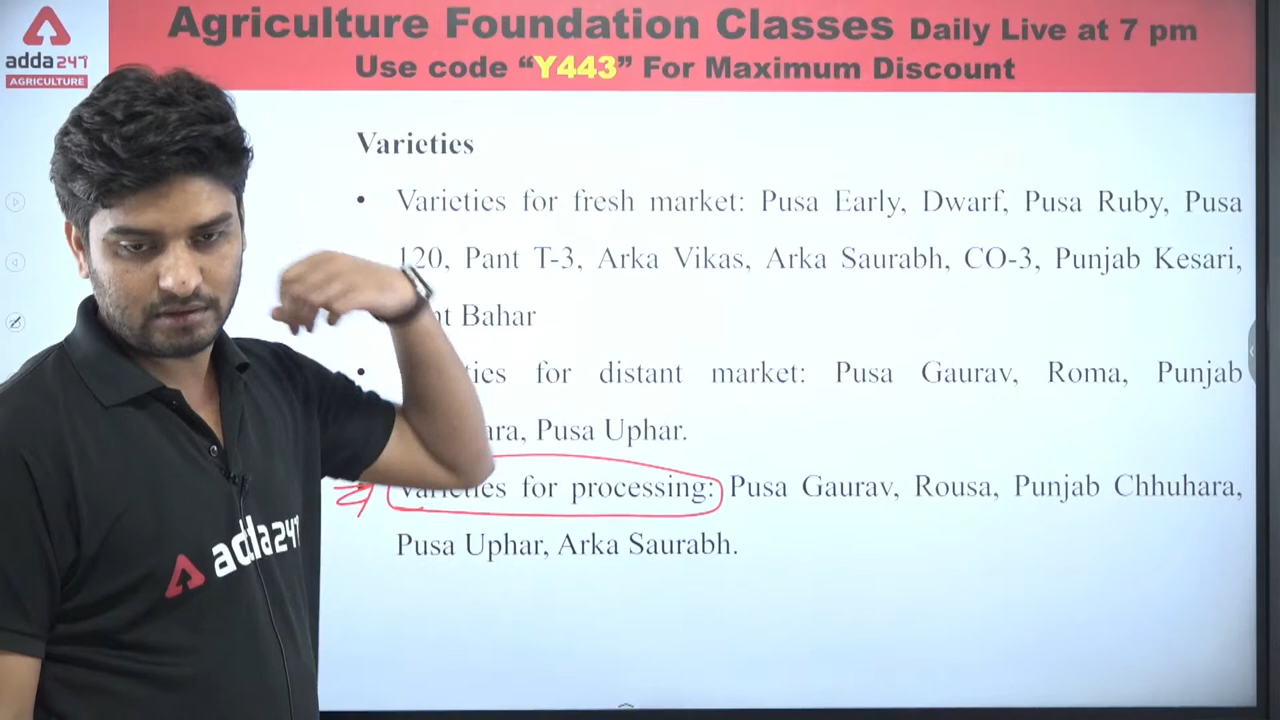 Agriculture Foundation Classes Daily Live at 7 pm
Use code “Y443” For Maximum Discount
adda247
AGRICULTURE
Varieties
• Varieties for fresh market: Pusa Early, Dwarf, Pusa Ruby, Pusa
120, Pant T-3, Arka Vikas, Arka Saurabh, CO-3, Punjab Kesari,
Bahar
• for distant market: Pusa Gaurav, Roma, Punjab
Pusa Uphar.
Varieties for processing: Pusa Gaurav, Rousa, Punjab Chhuhara,
Pusa Uphar, Arka Saurabh.
adda247